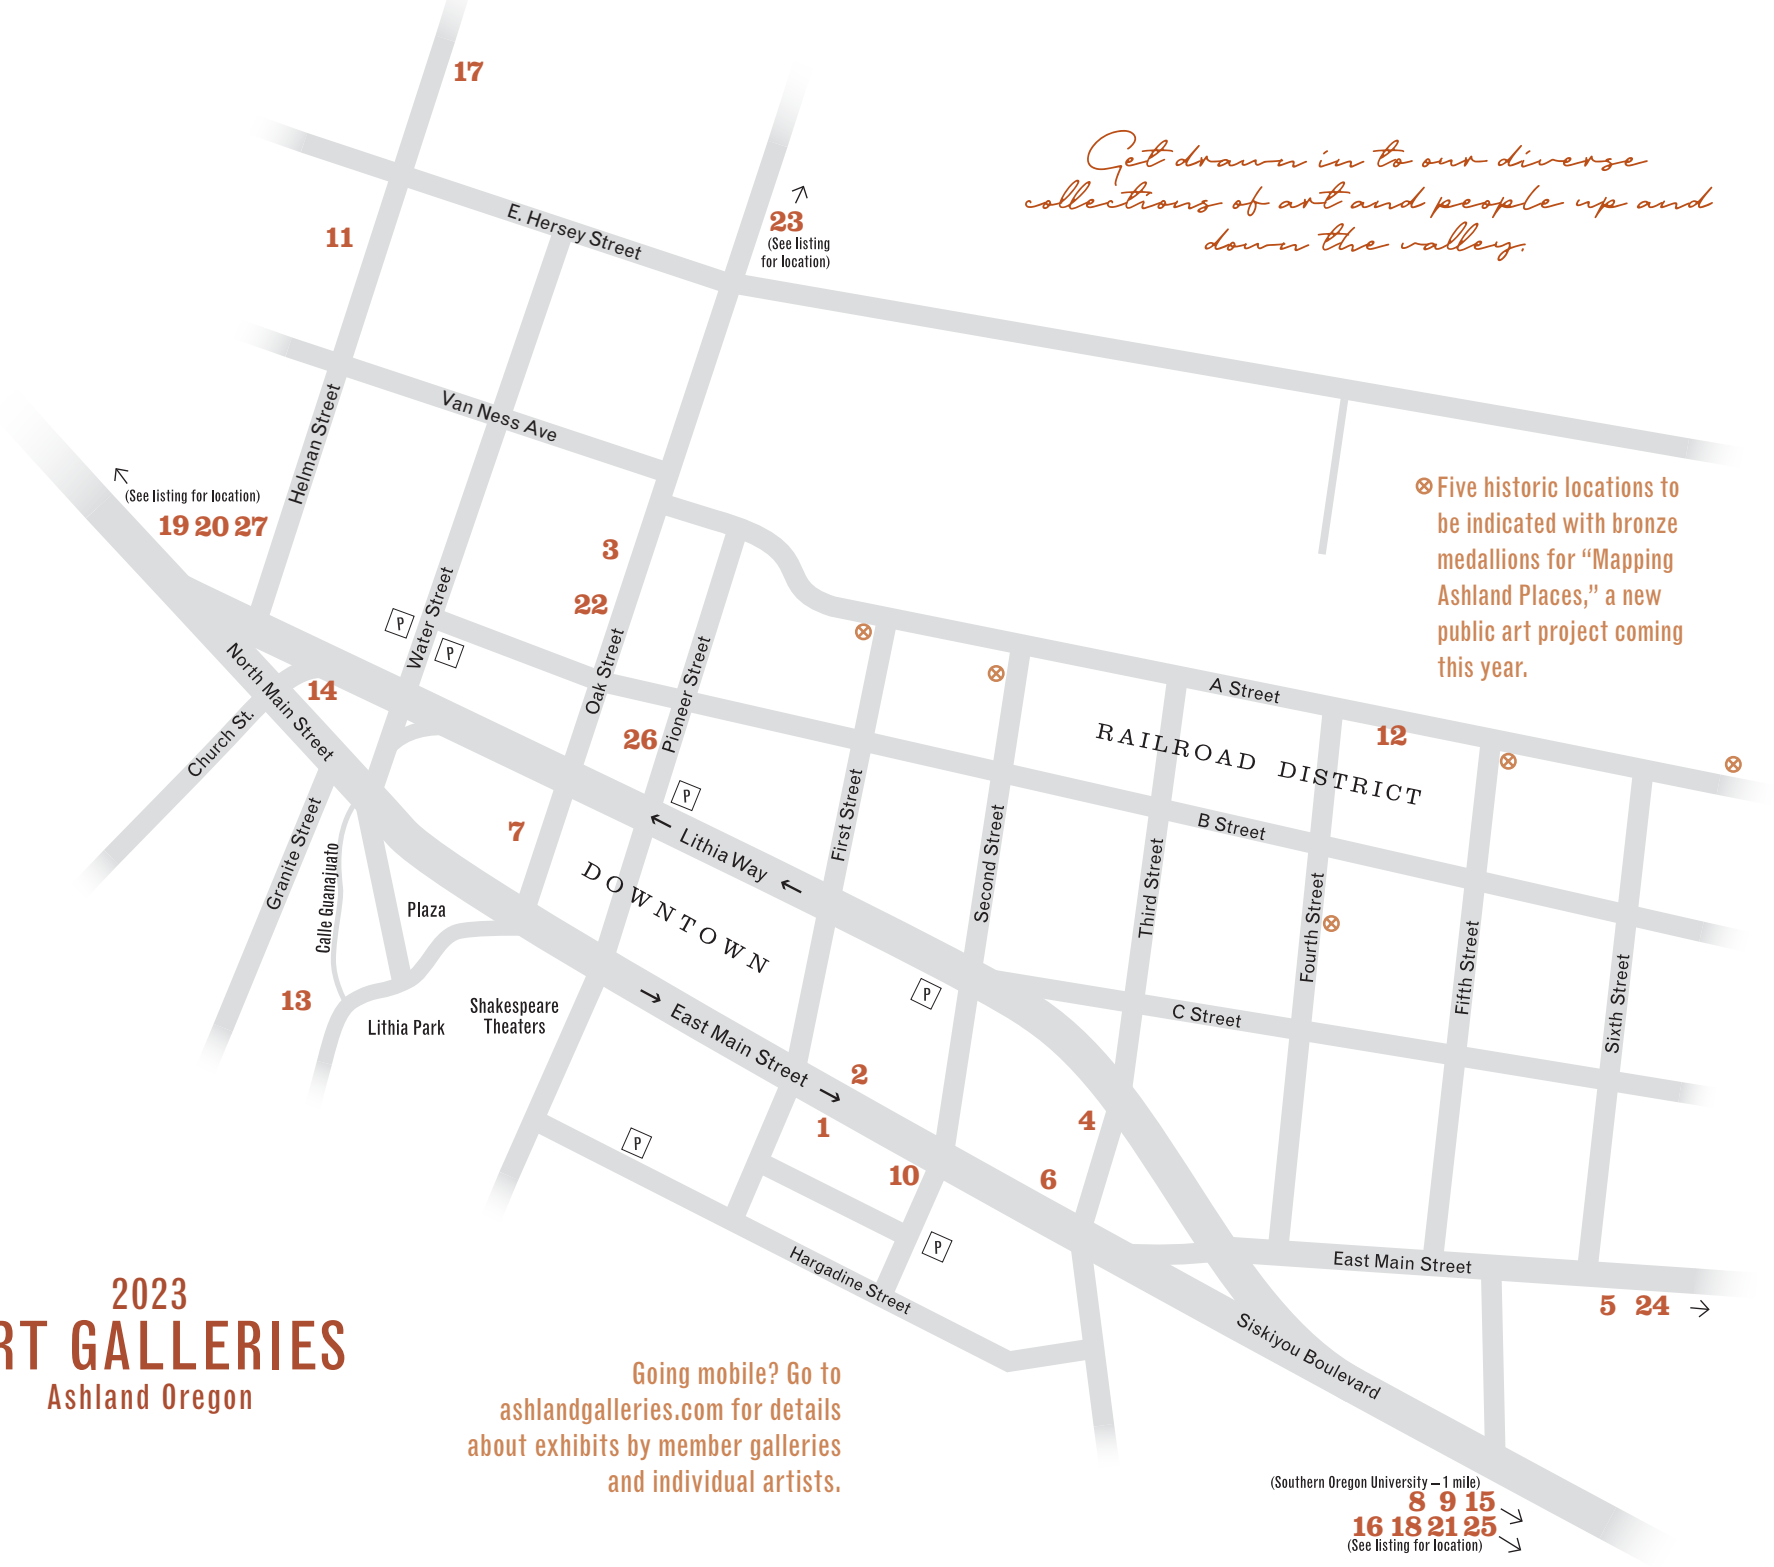 17
Get drawn in to our diverse
collections of art and people up and
down the valley.
E. Hersey Street
23
(See listing
for location)
11
Van Ness Ave
Helman Street
(See listing for location)
19 20 27
Five historic locations to
be indicated with bronze
medallions for “Mapping
Ashland Places,” a new
public art project coming
this year.
3
22
P
P
Water Street
Oak Street
Pioneer Street
North Main Street
14
Church St.
26
A Street
12
RAILROAD DISTRICT
P
7
Lithia Way
B Street
First Street
Second Street
Third Street
Fourth Street
Fifth Street
Sixth Street
Granite Street
Calle Guanajuato
Plaza
DOWNTOWN
13
Lithia Park
Shakespeare
Theaters
P
C Street
East Main Street
2
1
4
P
10
6
P
Hargadine Street
East Main Street
5 24
Siskiyou Boulevard
2023
RT GALLERIES
Ashland Oregon
Going mobile? Go to
ashlandgalleries.com for details
about exhibits by member galleries
and individual artists.
(Southern Oregon University – 1 mile)
8 9 15
16 18 21 25
(See listing for location)